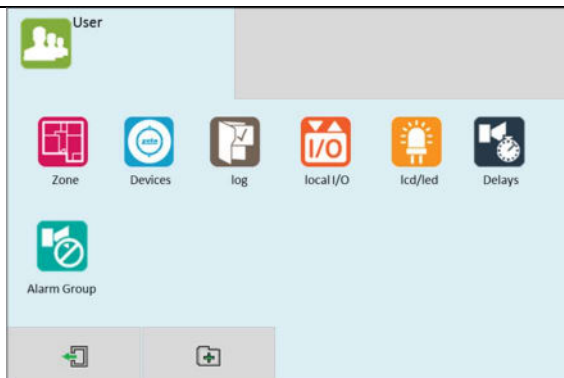 User
Zone
Devices
log
I/O
local I/O
lcd/led
Delays
Alarm Group